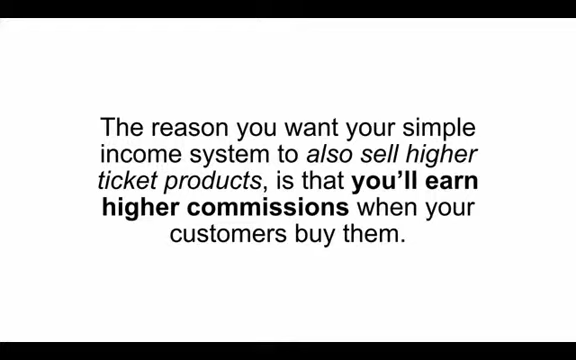 The reason you want your simple
income system to also sell higher
ticket products, is that you’ll earn
higher commissions when your
customers buy them.